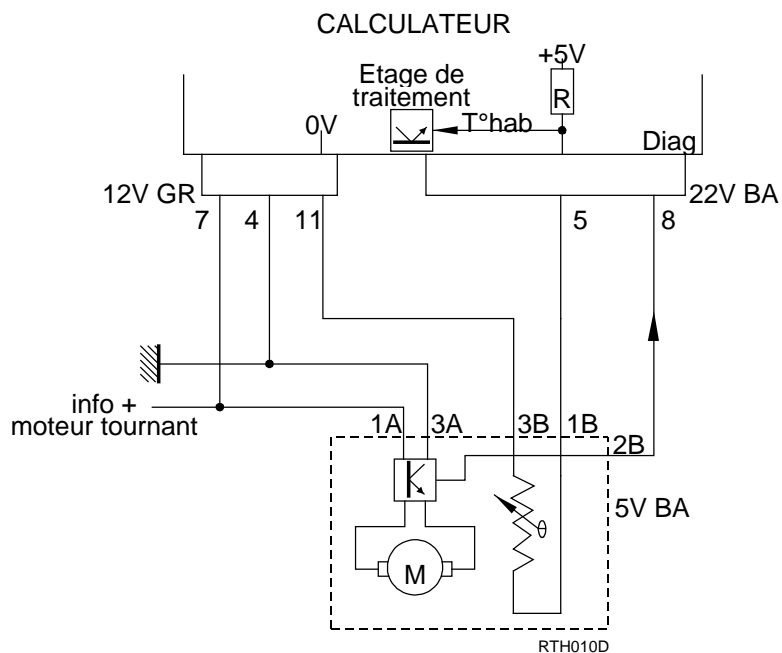 CALCULATEUR
+5V
Etage de
traitement
R
0V
T°hab
Diag
12V GR
22V BA
7
4
11
5
8
info +
moteur tournant
1A
3A
3B
1B
2B
5V BA
M
RTH010D